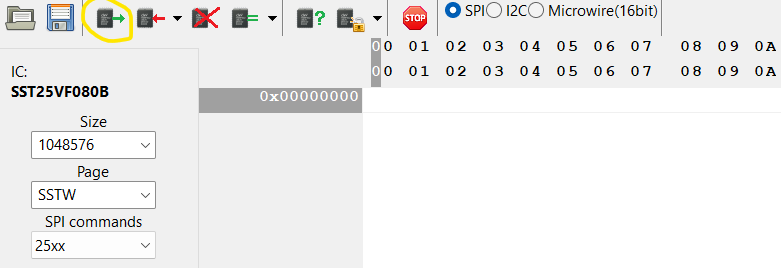 STOP
SPI I2C Microwire(16bit)
00 01 02 03 04 05 06 07 08 09 0A
00 01 02 03 04 05 06 07 08 09 0A
IC:
SST25VF080B
0x00000000
Size
1048576
Page
SSTW
SPI commands
25xx